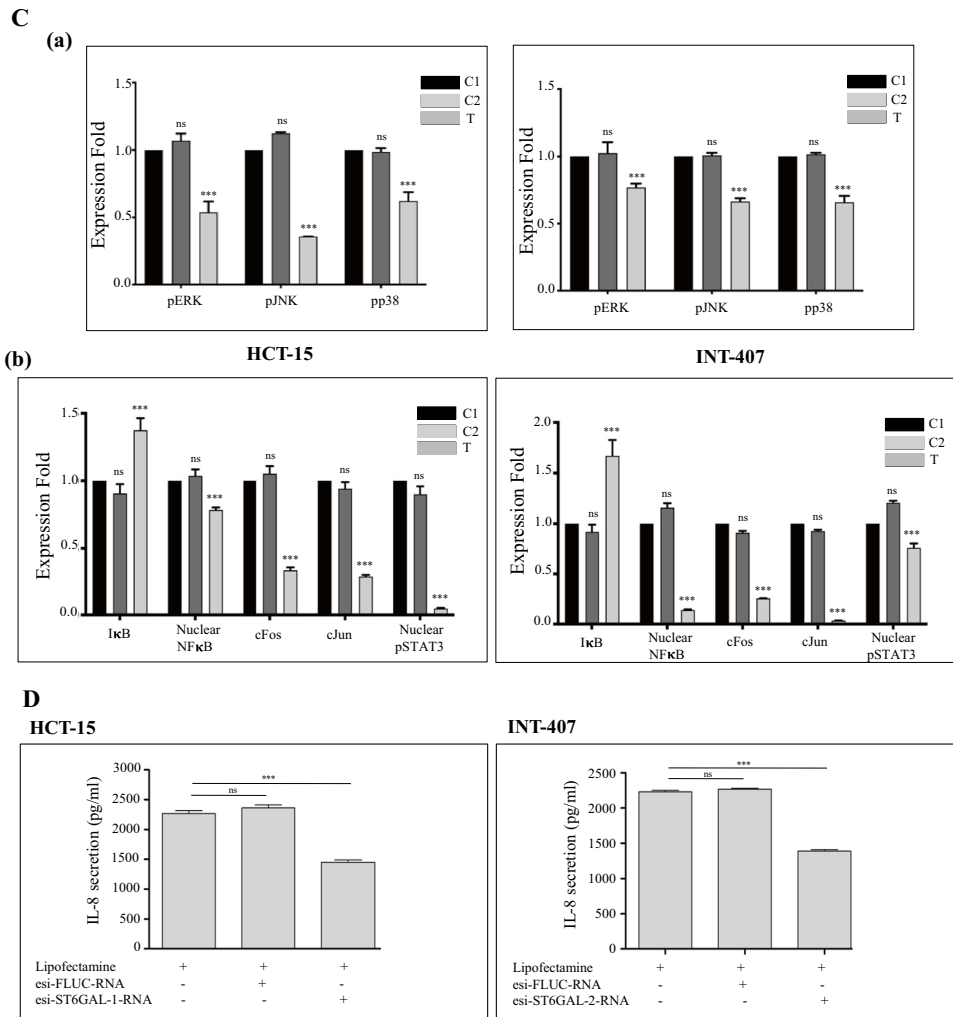 C
(a)
Expression Fold
1.5
1.0
0.5
0.0
ns
***
ns
***
ns
***
C1
C2
T
pERK
pJNK
pp38
Expression Fold
1.5
1.0
0.5
0.0
ns
***
ns
***
ns
***
C1
C2
T
pERK
pJNK
pp38
(b)
HCT-15
INT-407
Expression Fold
1.5
1.0
0.5
0.0
ns
***
ns
***
ns
***
ns
***
ns
***
C1
C2
T
IκB
Nuclear
NFκB
cFos
cJun
Nuclear
pSTAT3
Expression Fold
2.0
1.5
1.0
0.5
0.0
ns
***
ns
***
ns
***
ns
***
ns
***
C1
C2
T
IκB
Nuclear
NFκB
cFos
cJun
Nuclear
pSTAT3
D
HCT-15
INT-407
IL-8 secretion (pg/ml)
3000
2500
2000
1500
1000
500
0
***
ns
Lipofectamine + + +
esi-FLUC-RNA - + -
esi-ST6GAL-1-RNA - - +
IL-8 secretion (pg/ml)
2500
2000
1500
1000
500
0
***
ns
Lipofectamine + + +
esi-FLUC-RNA - + -
esi-ST6GAL-2-RNA - - +